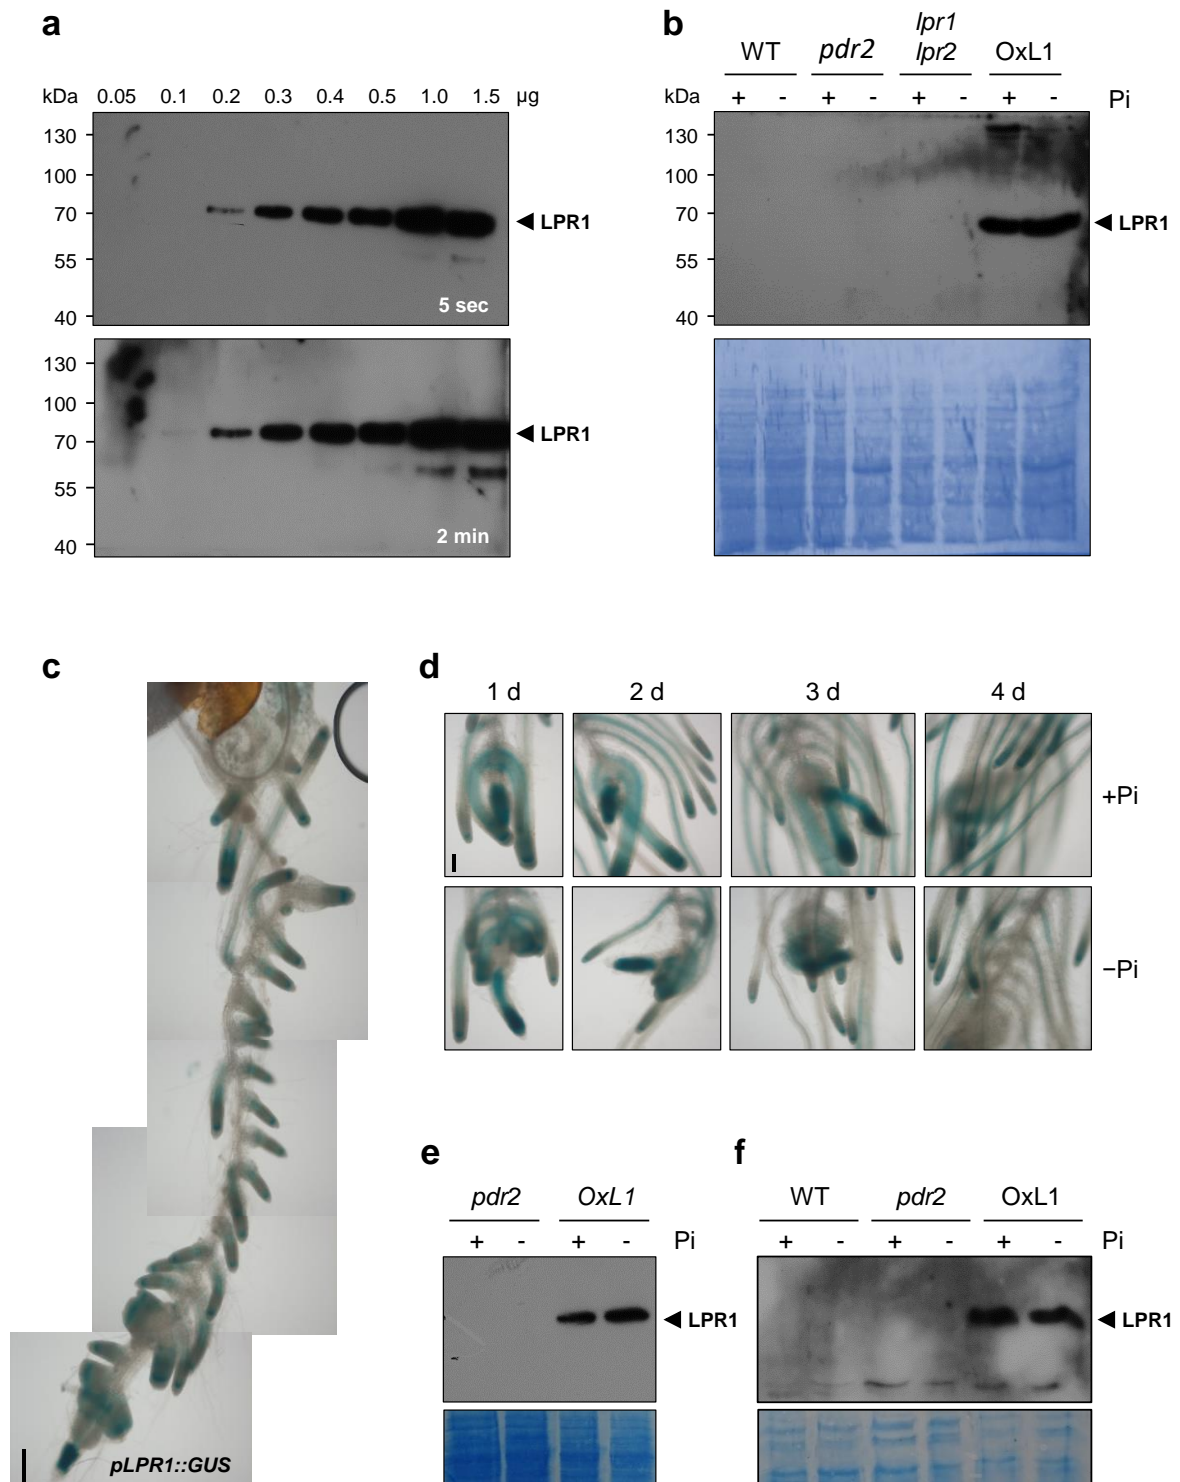 a
kDa 0.05 0.1 0.2 0.3 0.4 0.5 1.0 1.5 µg
130
100
70
LPR1
55
40
5 sec
130
100
70
LPR1
55
40
2 min
b
WT pdr2 lpr1 lpr2 OxL1
kDa + - + - + - + - Pi
130
100
70
LPR1
55
40
c
pLPR1::GUS
d
1 d 2 d 3 d 4 d
+Pi
−Pi
e
pdr2 OxL1
+ - + - Pi
LPR1
f
WT pdr2 OxL1
+ - + - + - Pi
LPR1